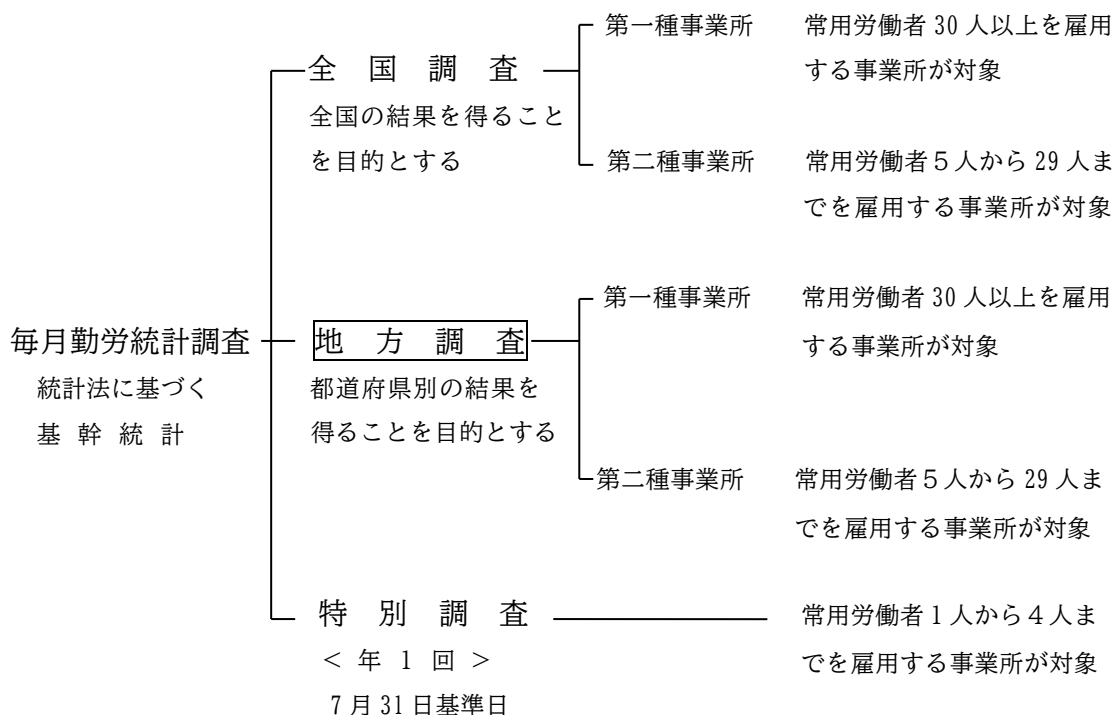 第一種事業所 常用労働者 30 人以上を雇用
する事業所が対象
全 国 調 査
全国の結果を得ること
を目的とする
第二種事業所 常用労働者５人から 29 人ま
でを雇用する事業所が対象
第一種事業所 常用労働者 30 人以上を雇用
する事業所が対象
毎月勤労統計調査
統計法に基づく
基 幹 統 計
地 方 調 査
都道府県別の結果を
得ることを目的とする
第二種事業所 常用労働者５人から 29 人ま
でを雇用する事業所が対象
特 別 調 査
＜ 年 １ 回 ＞
７月 31 日基準日
常用労働者１人から４人ま
でを雇用する事業所が対象